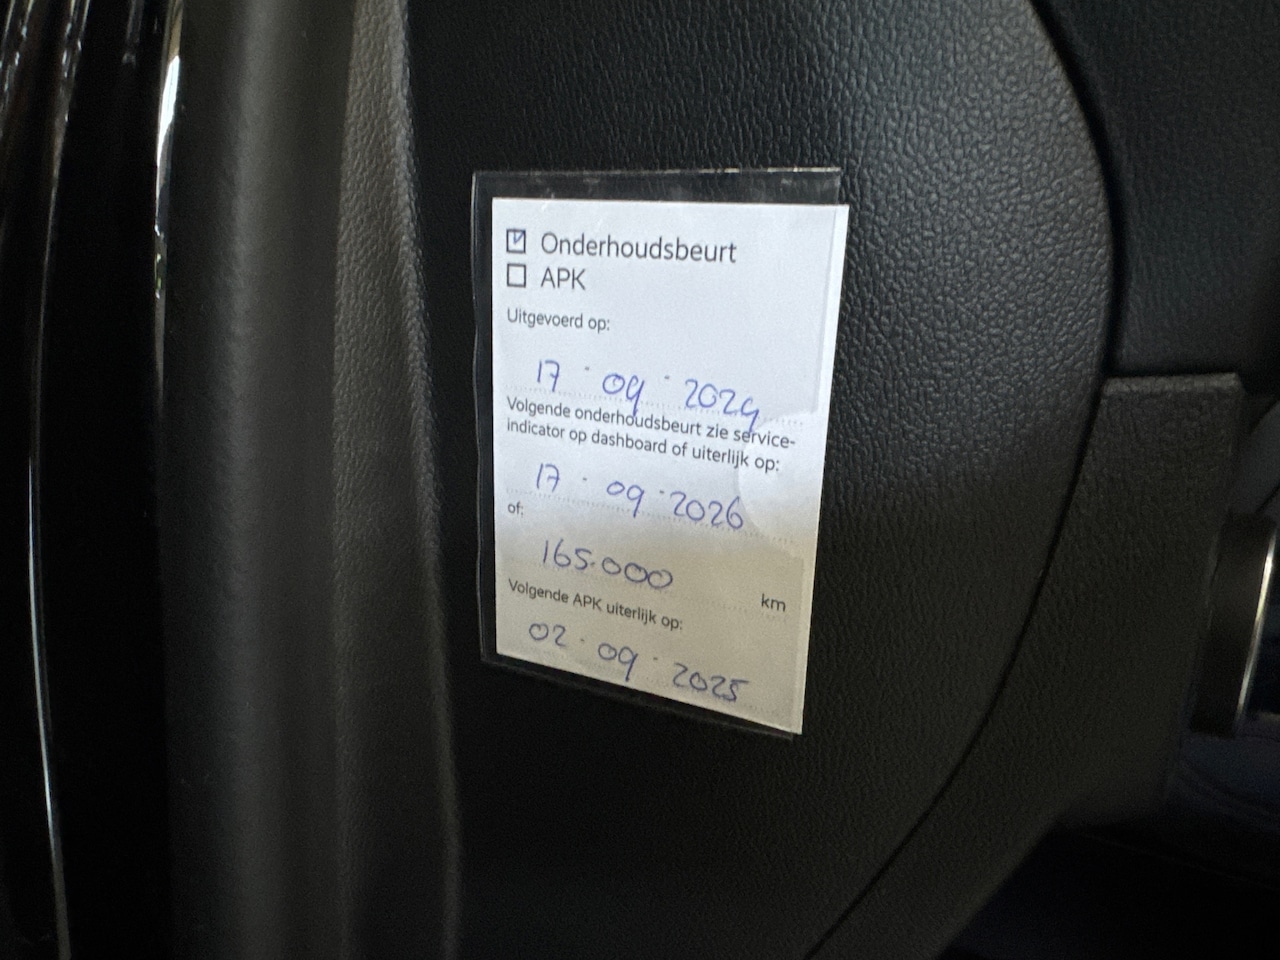 Onderhoudsbeurt
APK
Uitgevoerd op:
17 · 09 · 2024
Volgende onderhoudsbeurt zie service-
indicator op dashboard of uiterlijk op:
17 · 09 · 2026
of:
165.000 km
Volgende APK uiterlijk op:
02 · 09 · 2025